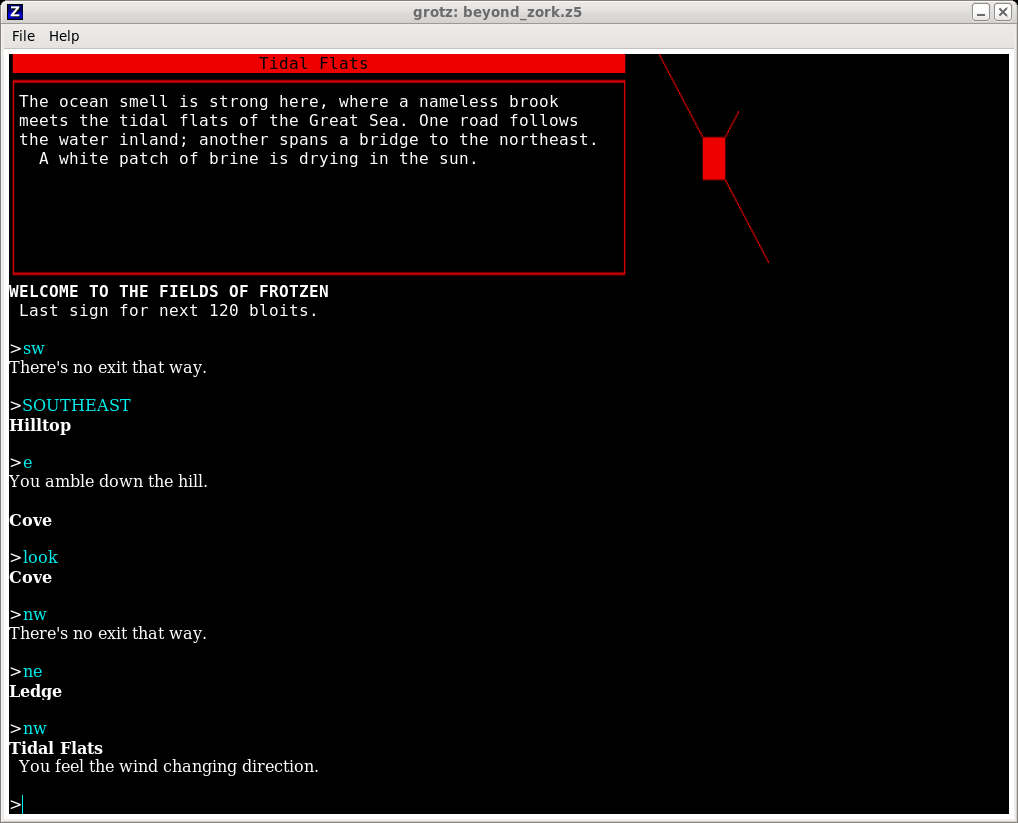 Z grotz: beyond_zork.z5
File Help
Tidal Flats
The ocean smell is strong here, where a nameless brook
meets the tidal flats of the Great Sea. One road follows
the water inland; another spans a bridge to the northeast.
A white patch of brine is drying in the sun.
WELCOME TO THE FIELDS OF FROTZEN
Last sign for next 120 bloits.
>sw
There's no exit that way.
>SOUTHEAST
Hilltop
>e
You amble down the hill.
Cove
>look
Cove
>nw
There's no exit that way.
>ne
Ledge
>nw
Tidal Flats
You feel the wind changing direction.
>